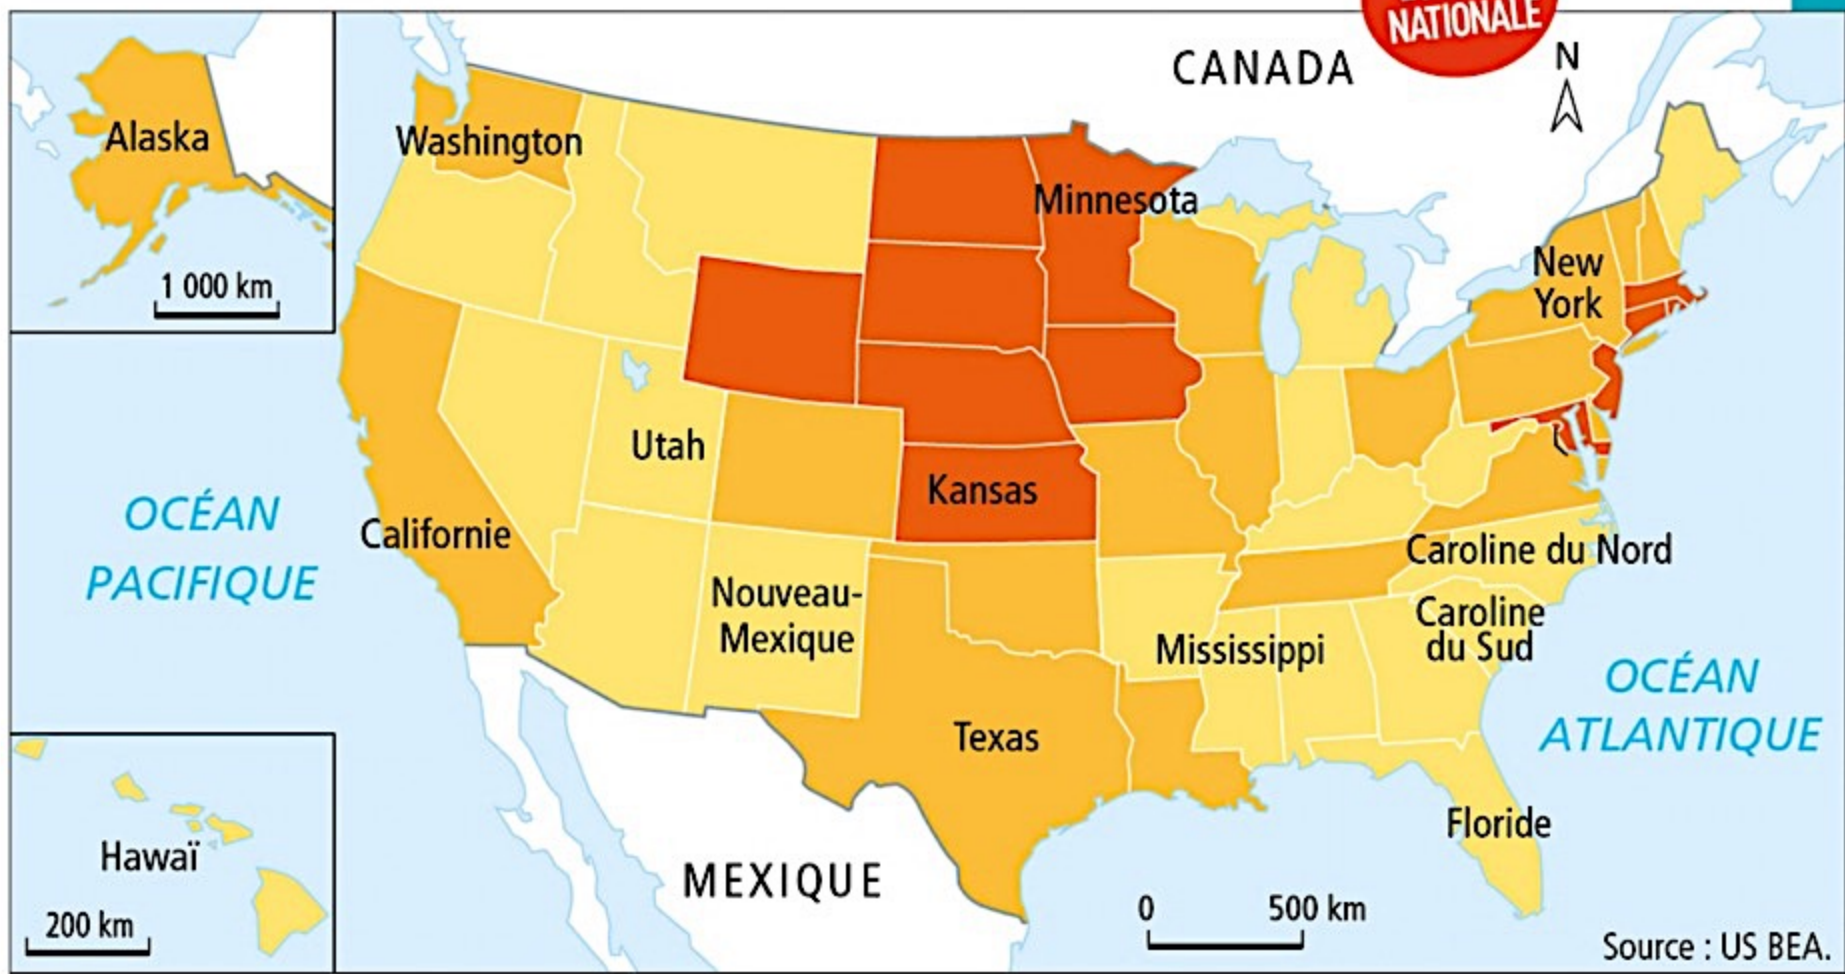 NATIONALE
CANADA
N
Alaska
1 000 km
Washington
Minnesota
New
York
Utah
Kansas
OCÉAN
PACIFIQUE
Californie
Nouveau-
Mexique
Caroline du Nord
Caroline
du Sud
Mississippi
Texas
OCÉAN
ATLANTIQUE
Floride
Hawaï
200 km
MEXIQUE
0 500 km
Source : US BEA.